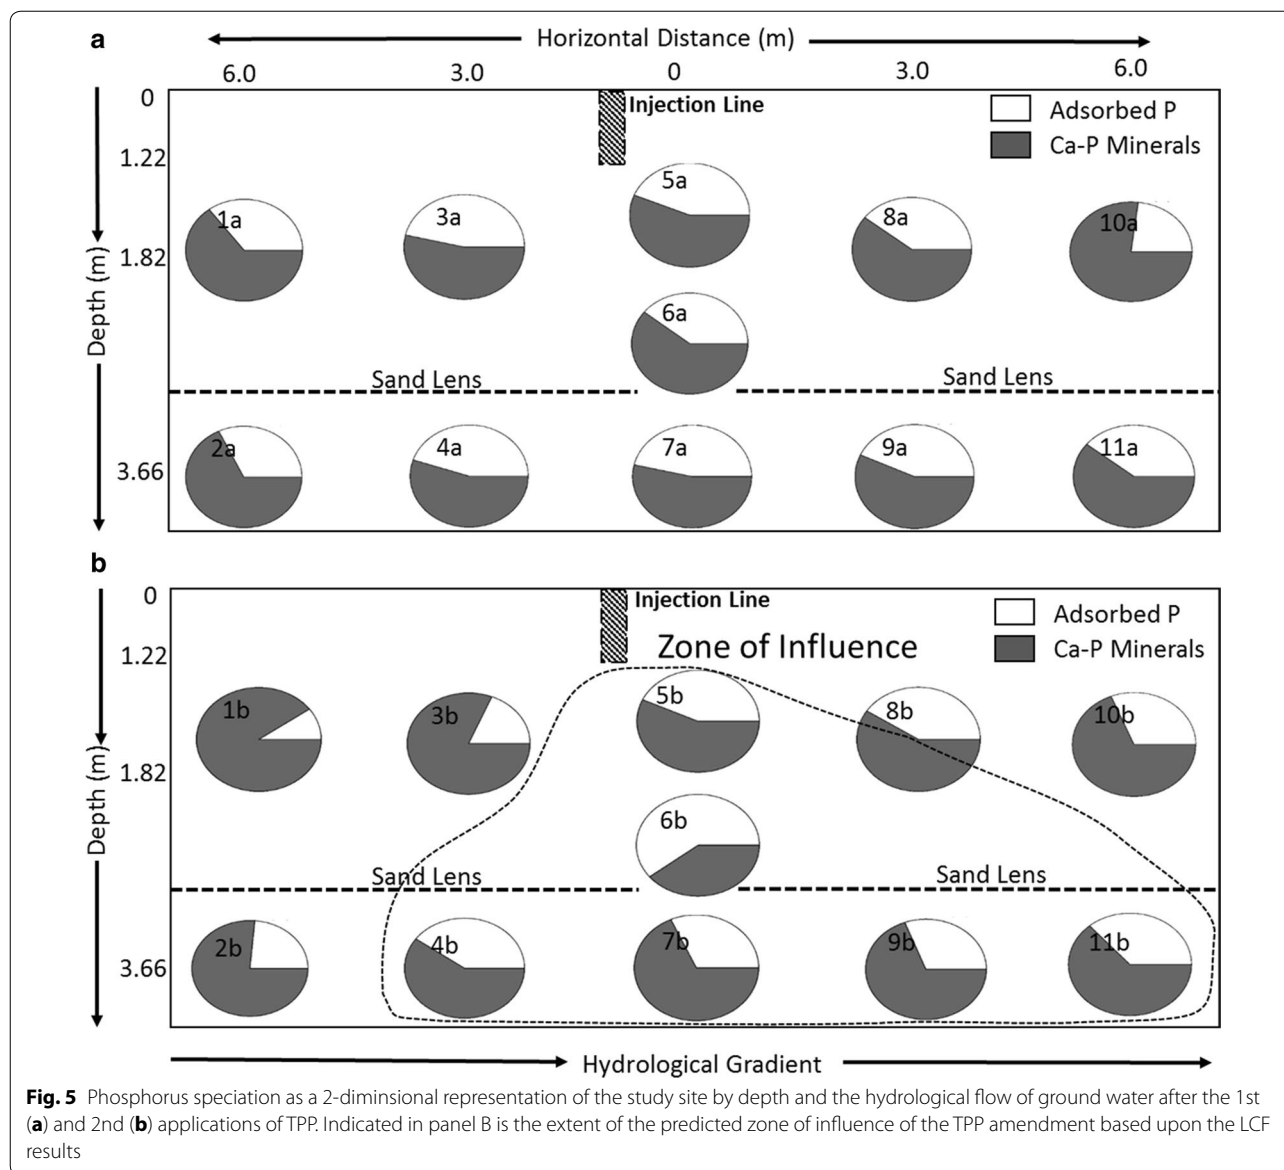 a
Horizontal Distance (m)
6.0 3.0 0 3.0 6.0
0
Injection Line
Adsorbed P
Ca-P Minerals
1.22
5a
1a 3a 8a 10a
1.82
Depth (m)
6a
Sand Lens Sand Lens
2a 4a 7a 9a 11a
3.66
b
0
Injection Line
Adsorbed P
Zone of Influence
Ca-P Minerals
1.22
5b
1b 3b 8b 10b
1.82
Depth (m)
6b
Sand Lens Sand Lens
2b 4b 7b 9b 11b
3.66
Hydrological Gradient
Fig. 5 Phosphorus speciation as a 2-diminsional representation of the study site by depth and the hydrological flow of ground water after the 1st
(a) and 2nd (b) applications of TPP. Indicated in panel B is the extent of the predicted zone of influence of the TPP amendment based upon the LCF
results